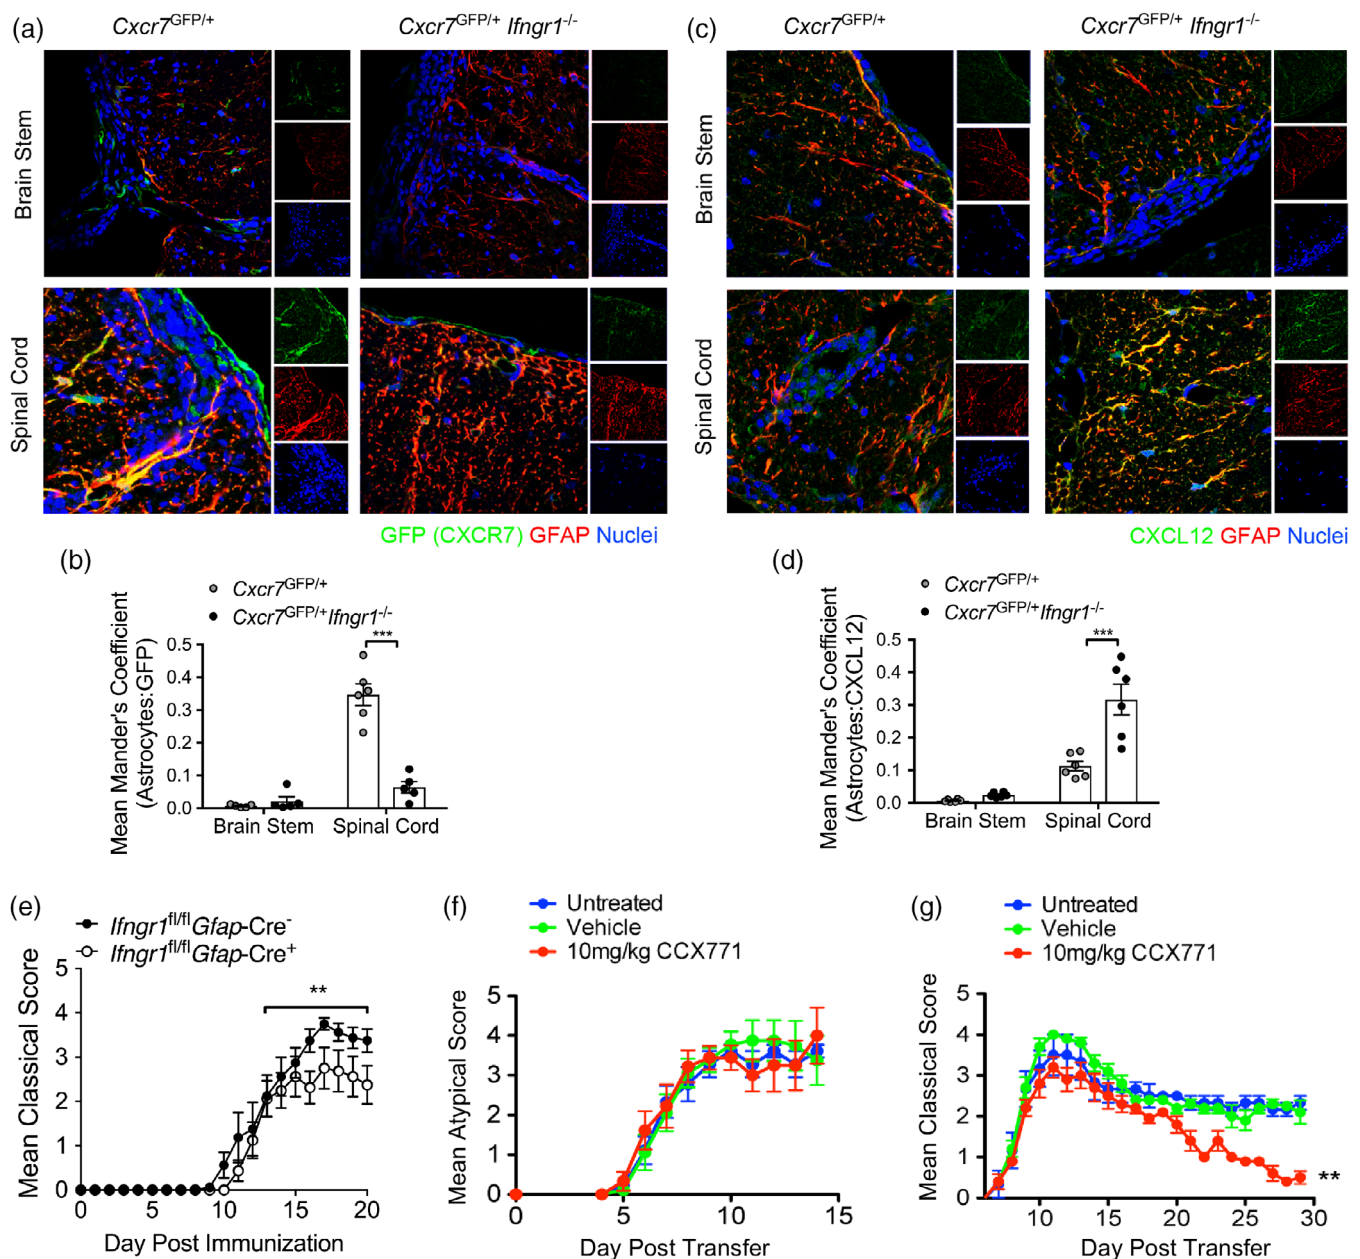 (a)
Cxcr7GFP/+
Cxcr7GFP/+ Ifngr1-/-
(c)
Cxcr7GFP/+
Cxcr7GFP/+ Ifngr1-/-
Brain Stem
Brain Stem
Spinal Cord
Spinal Cord
GFP (CXCR7) GFAP Nuclei
CXCL12 GFAP Nuclei
(b)
Cxcr7GFP/+
Cxcr7GFP/+Ifngr1-/-
Mean Mander's Coefficient
(Astrocytes:GFP)
0.5
0.4
0.3
0.2
0.1
0.0
***
Brain Stem
Spinal Cord
(d)
Cxcr7GFP/+
Cxcr7GFP/+Ifngr1-/-
Mean Mander's Coefficient
(Astrocytes:CXCL12)
0.5
0.4
0.3
0.2
0.1
0.0
***
Brain Stem
Spinal Cord
(e)
Ifngr1fl/flGfap-Cre-
Ifngr1fl/flGfap-Cre+
Mean Classical Score
5
4
3
2
1
0
**
0
5
10
15
20
Day Post Immunization
(f)
Untreated
Vehicle
10mg/kg CCX771
Mean Atypical Score
5
4
3
2
1
0
0
5
10
15
Day Post Transfer
(g)
Untreated
Vehicle
10mg/kg CCX771
Mean Classical Score
5
4
3
2
1
0
**
10
15
20
25
30
Day Post Transfer